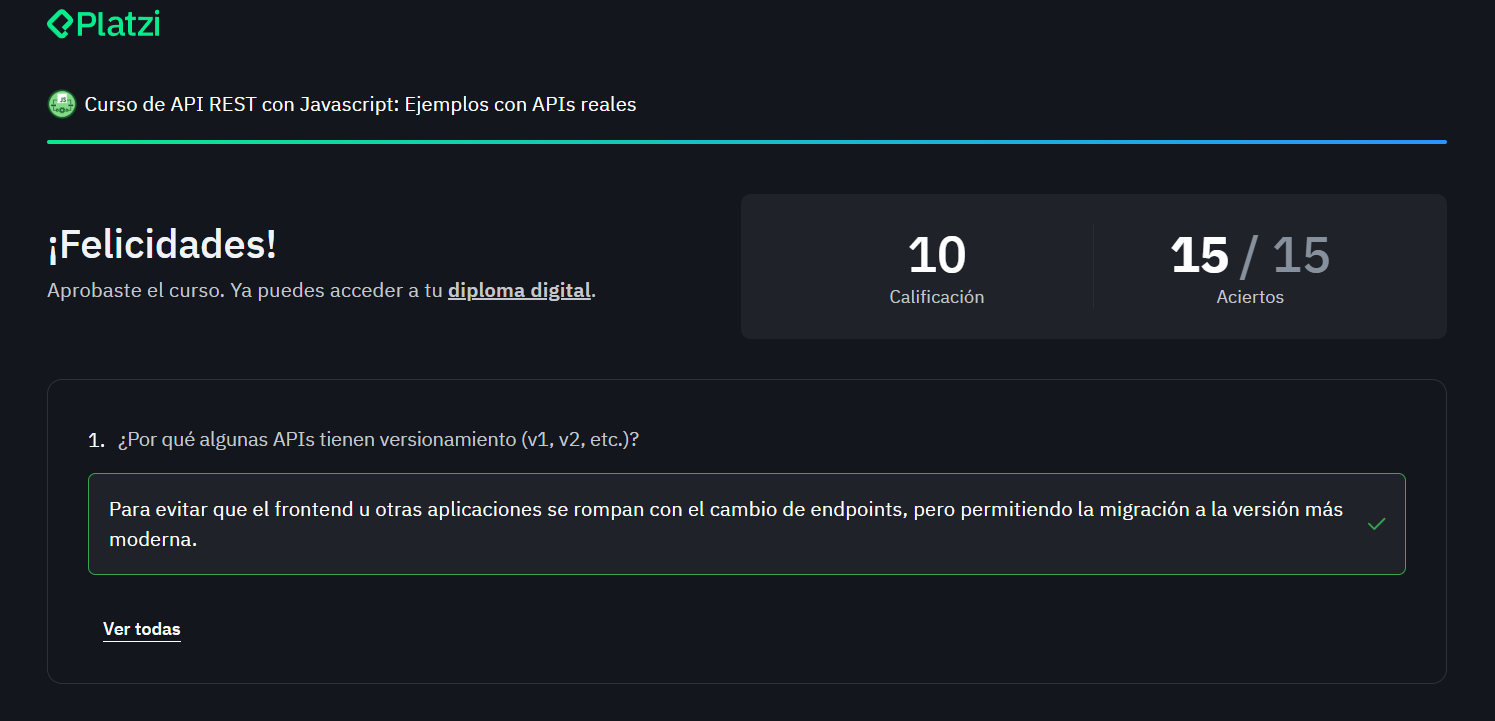 Platzi
JS
Curso de API REST con Javascript: Ejemplos con APIs reales
¡Felicidades!
Aprobaste el curso. Ya puedes acceder a tu diploma digital.
10
Calificación
15 / 15
Aciertos
1. ¿Por qué algunas APIs tienen versionamiento (v1, v2, etc.)?
Para evitar que el frontend u otras aplicaciones se rompan con el cambio de endpoints, pero permitiendo la migración a la versión más
moderna.
Ver todas